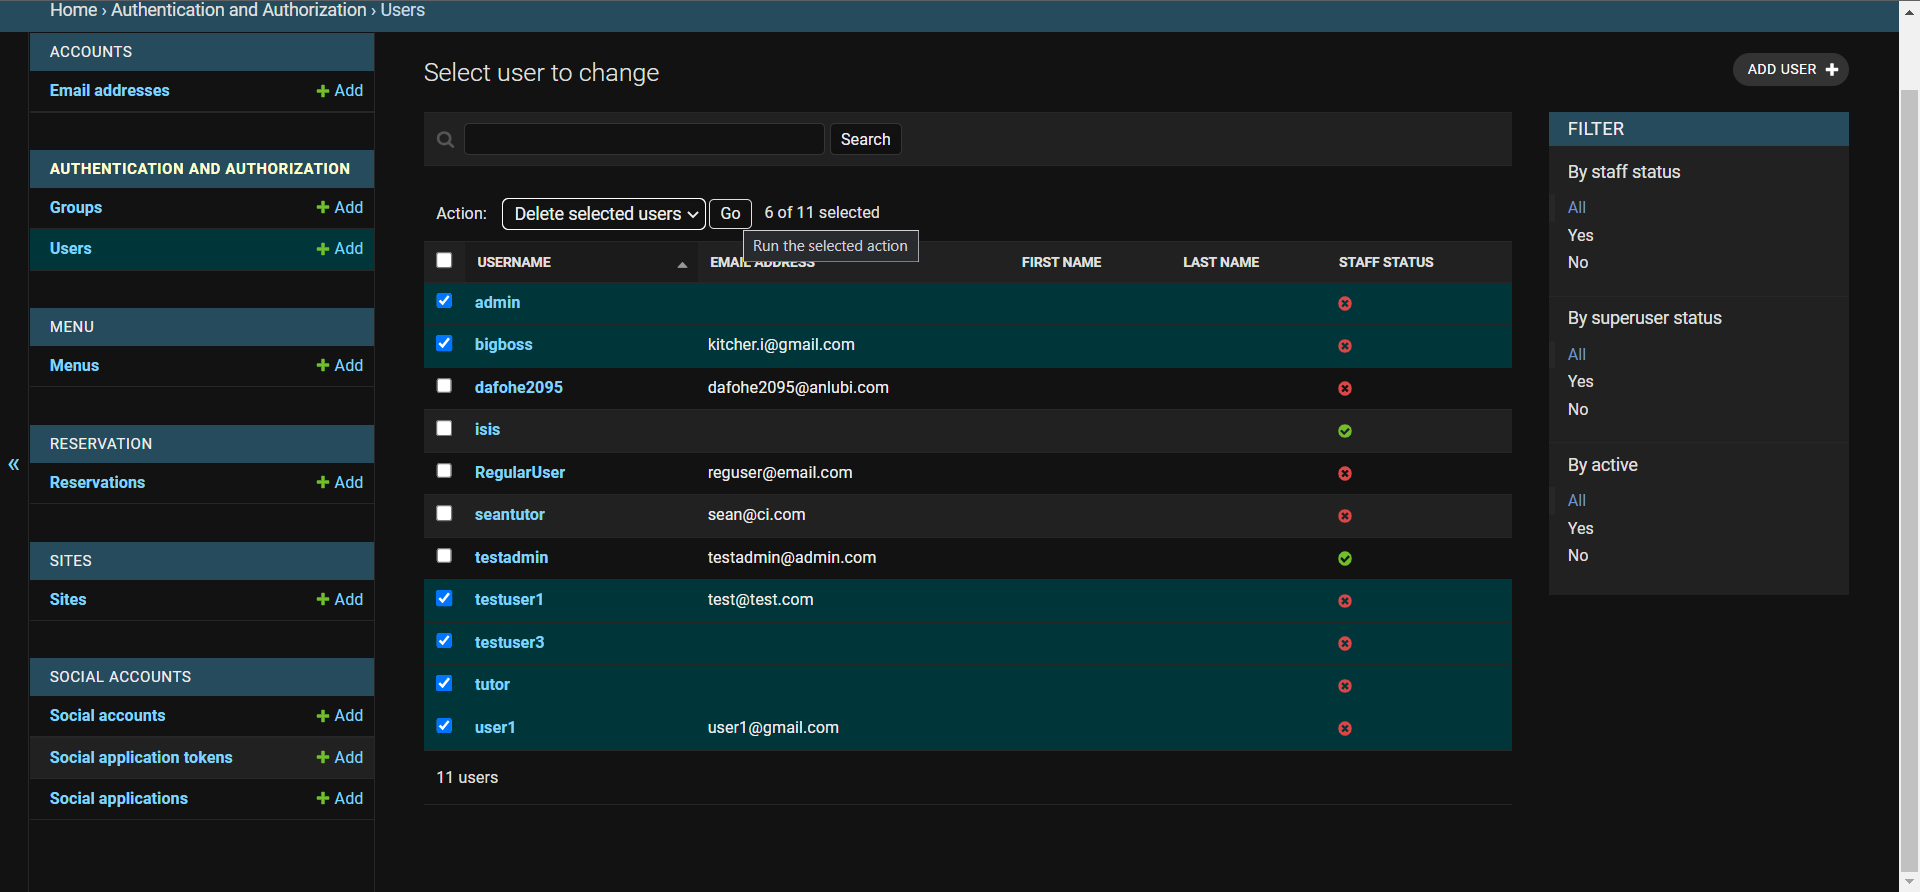 Home › Authentication and Authorization › Users
ACCOUNTS
Email addresses + Add
AUTHENTICATION AND AUTHORIZATION
Groups + Add
Users + Add
MENU
Menus + Add
RESERVATION
Reservations + Add
SITES
Sites + Add
SOCIAL ACCOUNTS
Social accounts + Add
Social application tokens + Add
Social applications + Add
«
Select user to change
ADD USER +
Search
Action: Delete selected users Go 6 of 11 selected
Run the selected action
USERNAME EMAIL ADDRESS FIRST NAME LAST NAME STAFF STATUS
admin
bigboss kitcher.i@gmail.com
dafohe2095 dafohe2095@anlubi.com
isis
RegularUser reguser@email.com
seantutor sean@ci.com
testadmin testadmin@admin.com
testuser1 test@test.com
testuser3
tutor
user1 user1@gmail.com
11 users
FILTER
By staff status
All
Yes
No
By superuser status
All
Yes
No
By active
All
Yes
No